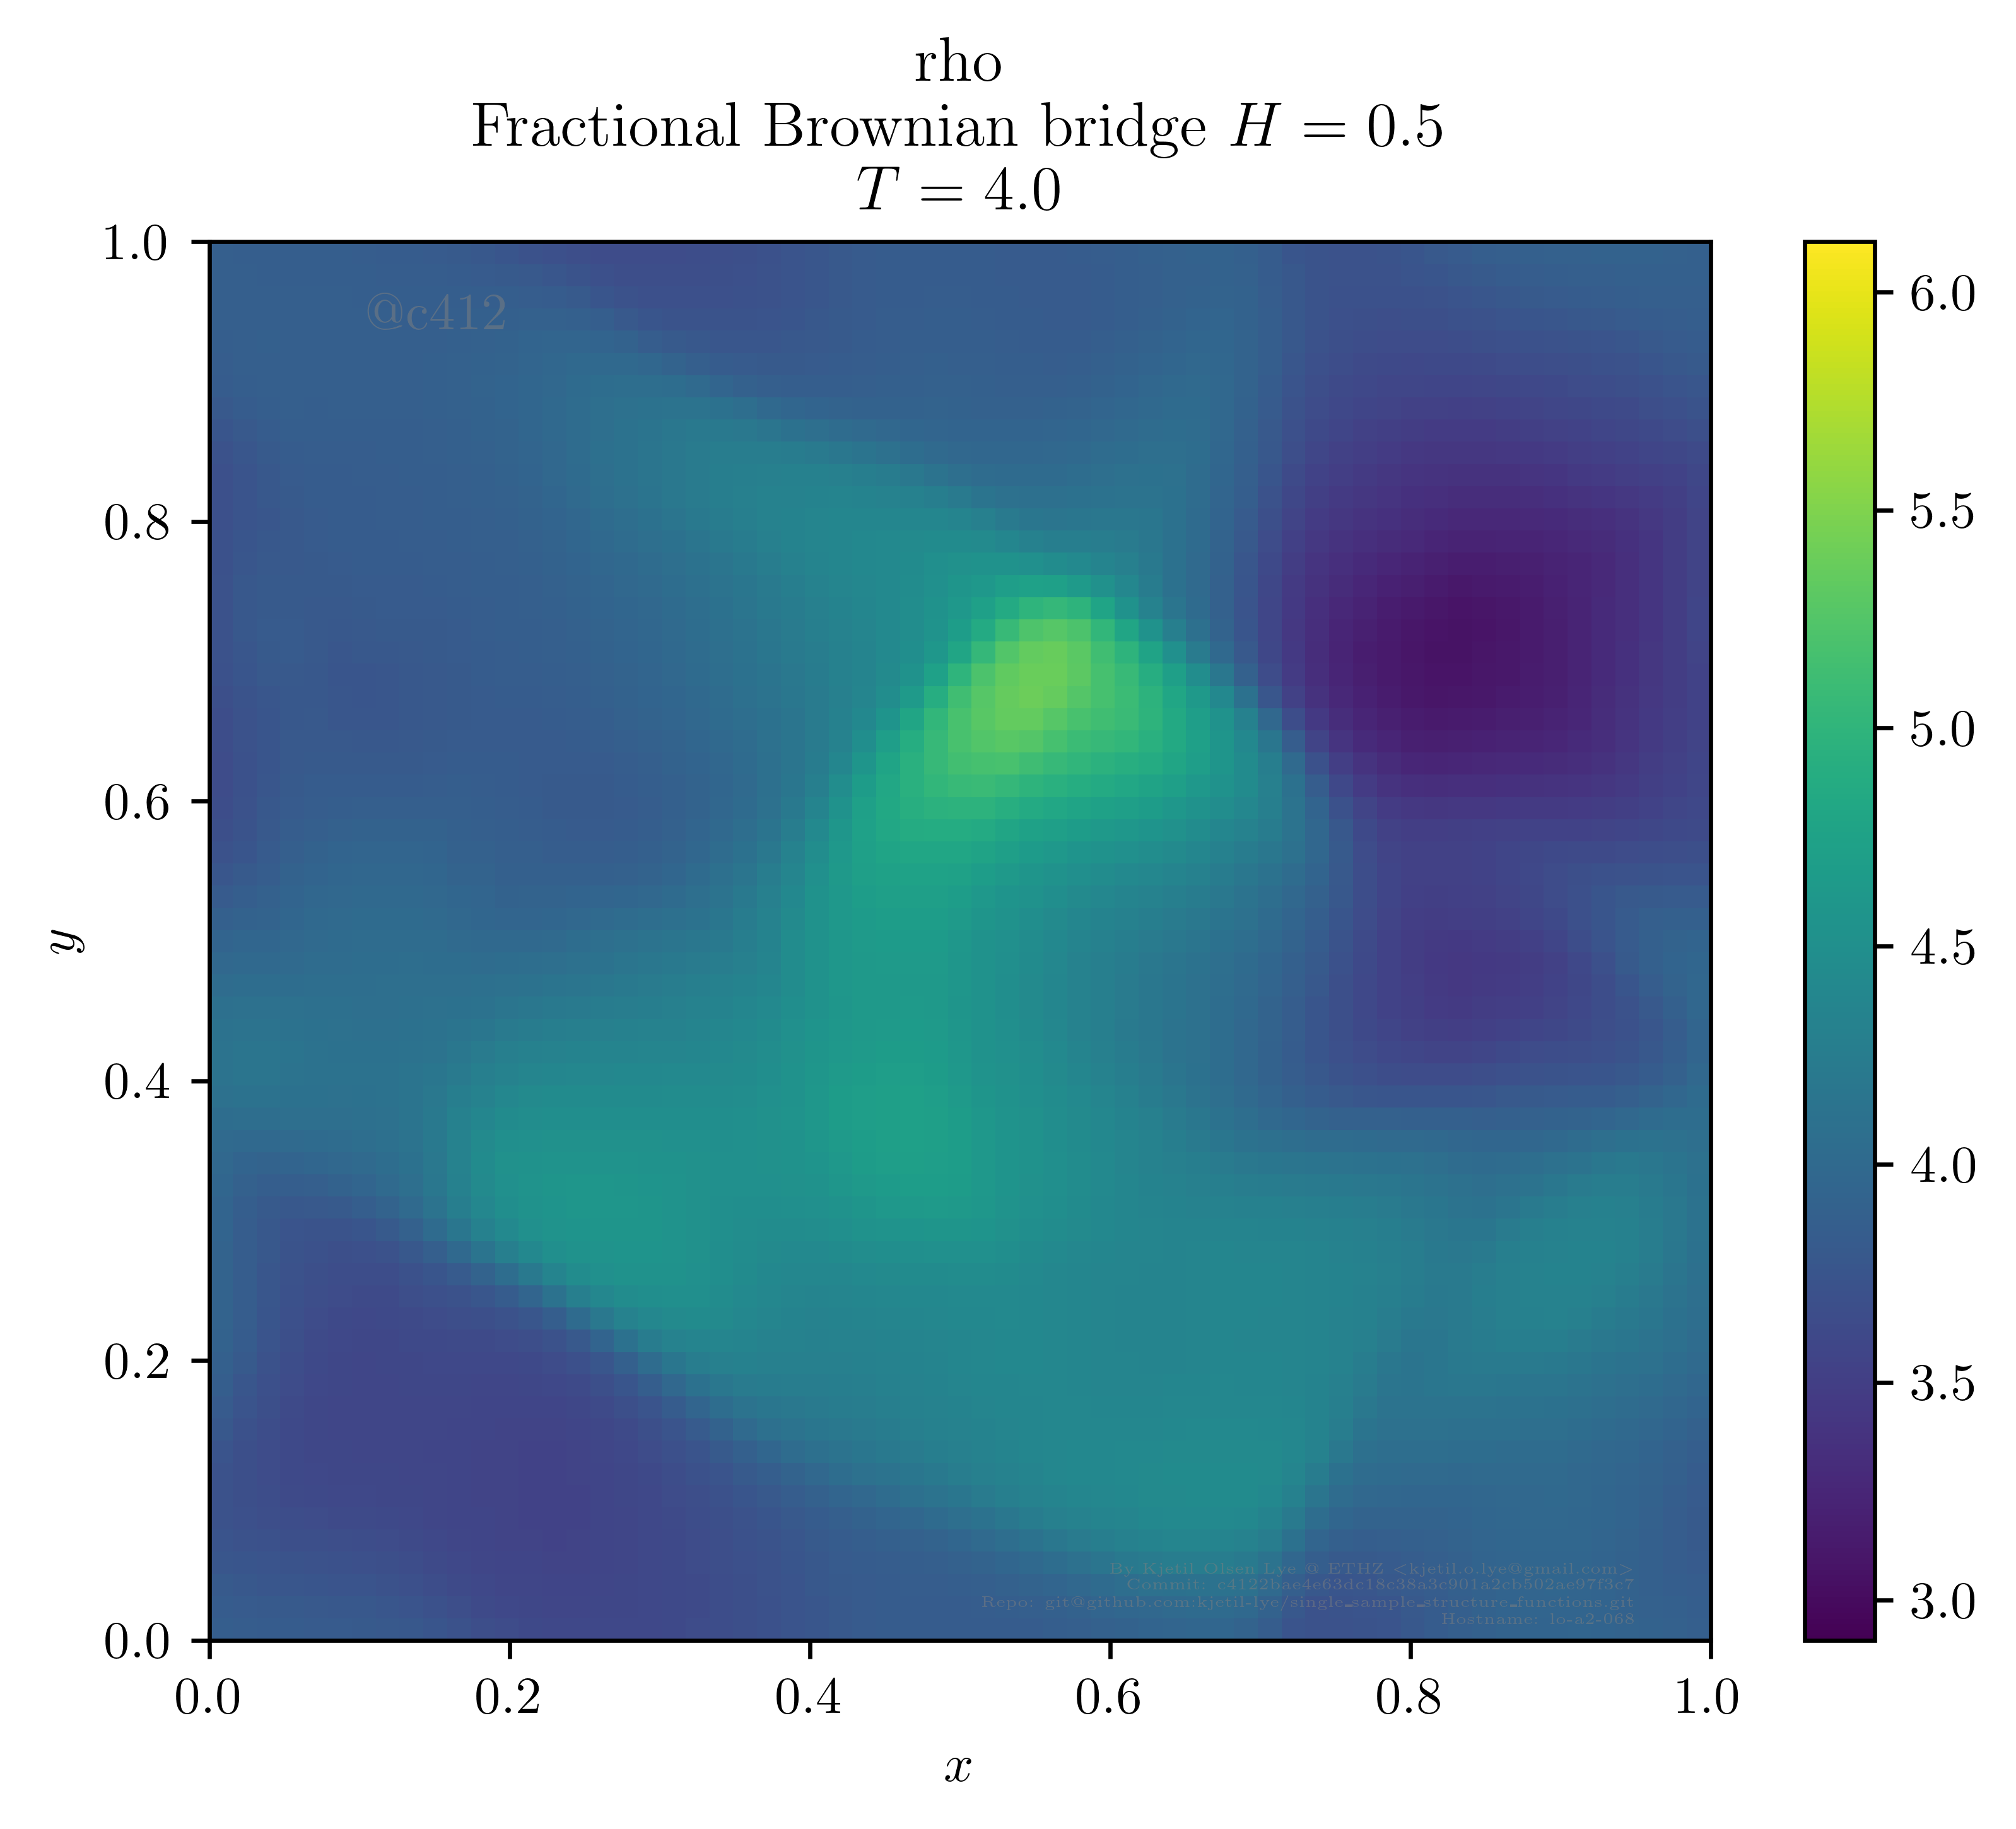 rho
Fractional Brownian bridge H = 0.5
T = 4.0
@c412
1.0
0.8
0.6
0.4
0.2
0.0
y
0.0 0.2 0.4 0.6 0.8 1.0
x
6.0
5.5
5.0
4.5
4.0
3.5
3.0
By Kjetil Olsen Lye @ ETHZ <kjetil.o.lye@gmail.com>
Commit: c4122bae4e63dc18c38a3c901a2cb502ae97f3c7
Repo: git@github.com:kjetil-lye/single_sample_structure_functions.git
Hostname: lo-a2-068